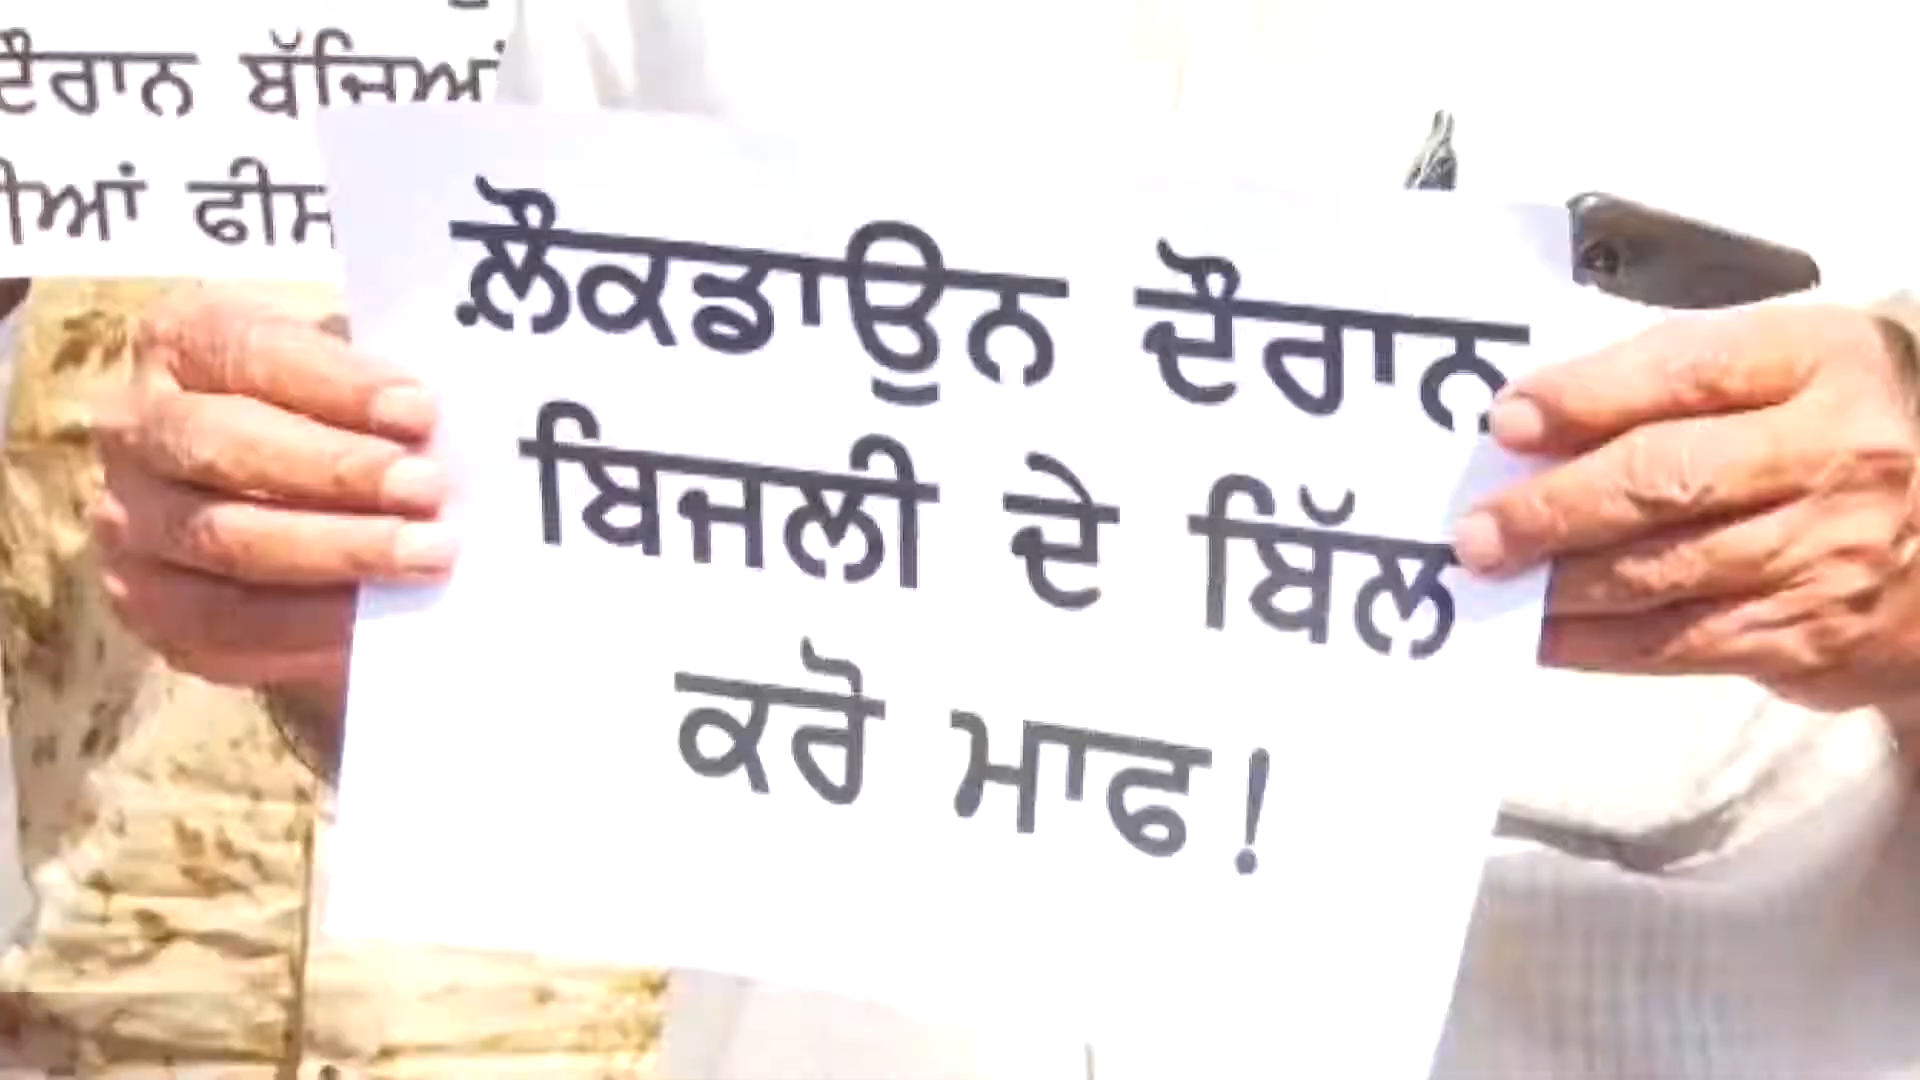 ਦੌਰਾਨ ਬੱਚਿਆਂ
ਫੀਸ
ਲ਼ੌਕਡਾਊਨ ਦੌਰਾਨ
ਬਿਜਲੀ ਦੇ ਬਿੱਲ
ਕਰੋ ਮਾਫ!